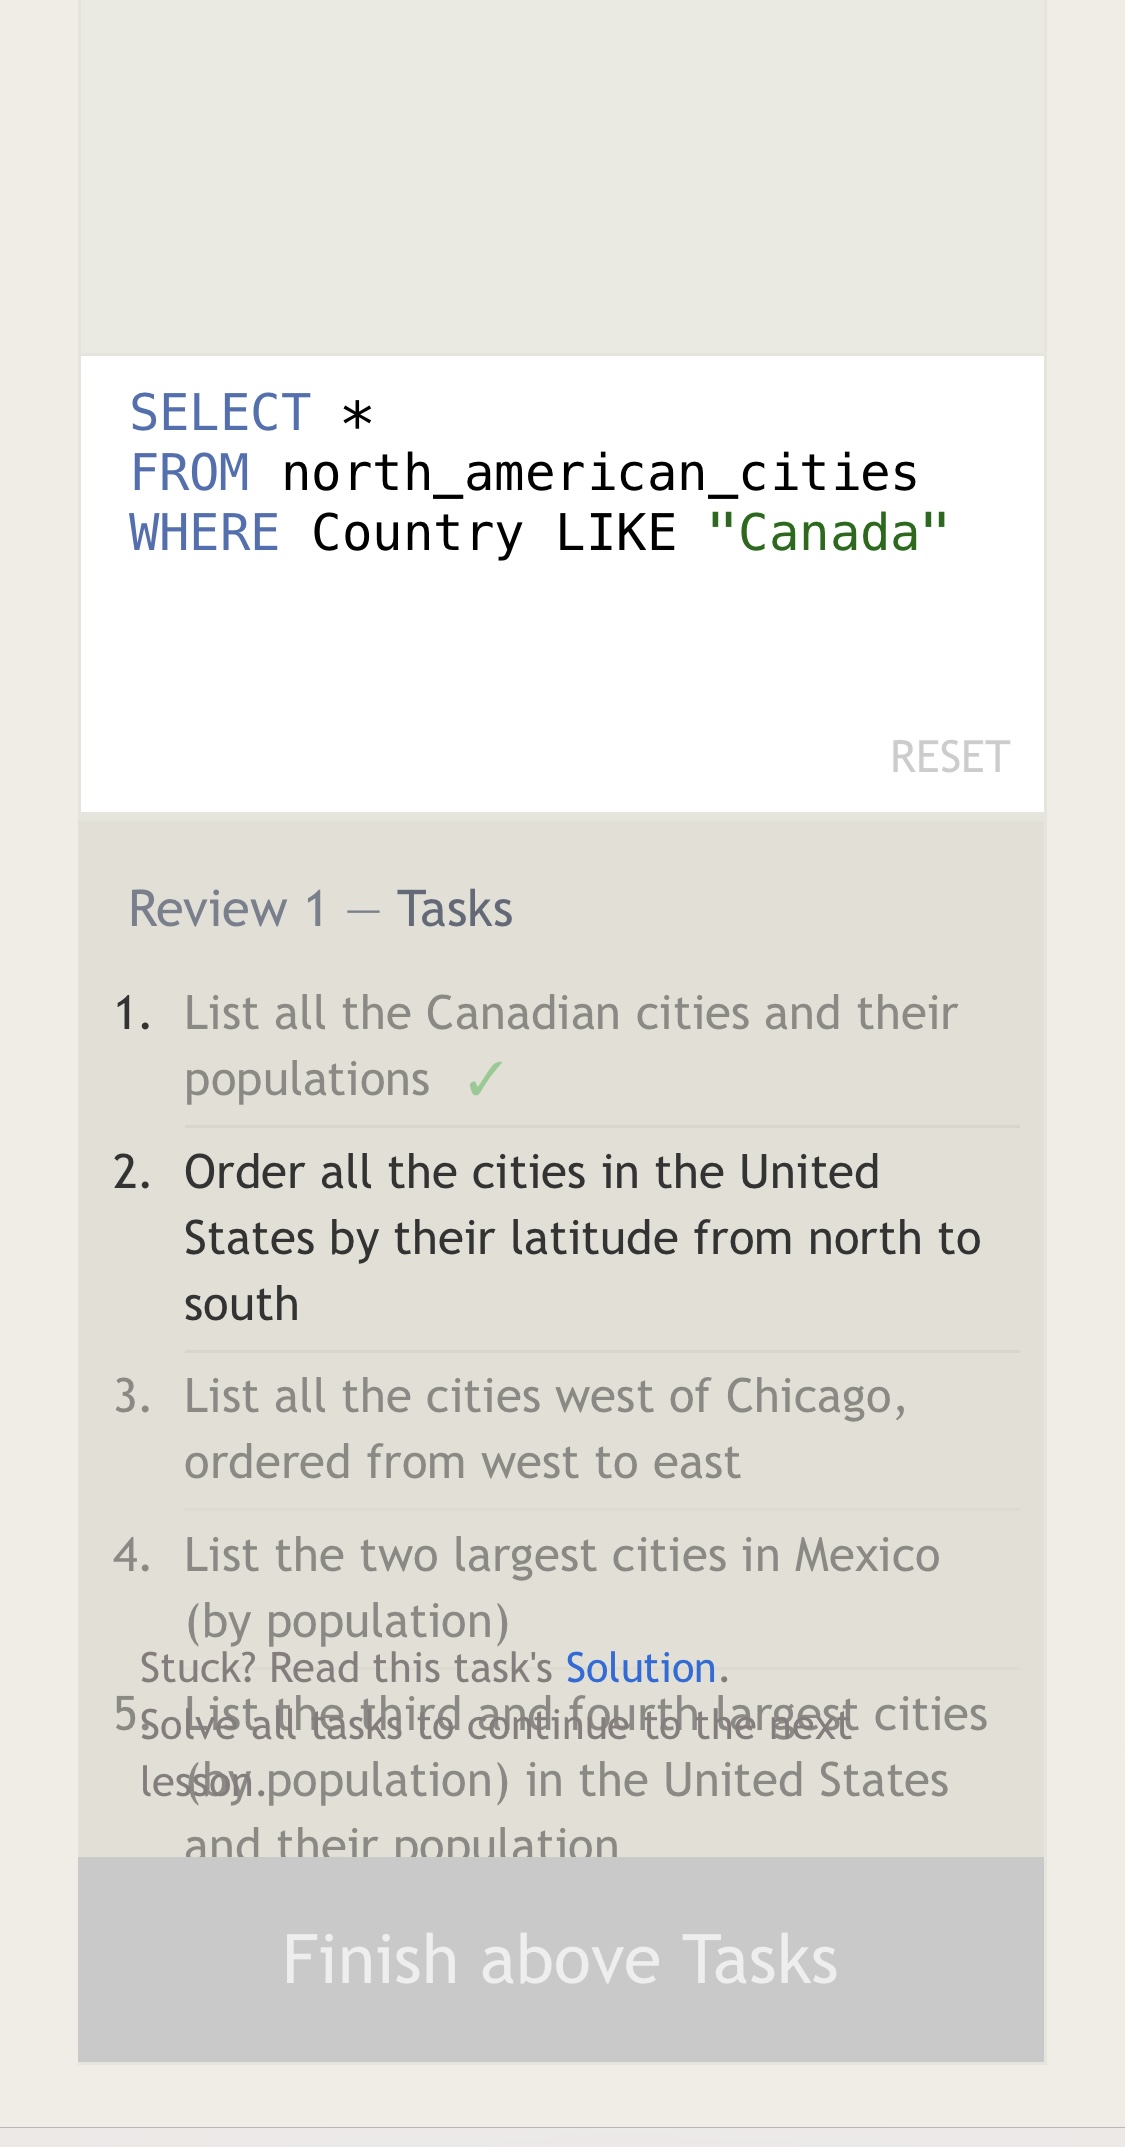 SELECT *
FROM north_american_cities
WHERE Country LIKE "Canada"
RESET
Review 1 — Tasks
1. List all the Canadian cities and their
populations ✓
2. Order all the cities in the United
States by their latitude from north to
south
3. List all the cities west of Chicago,
ordered from west to east
4. List the two largest cities in Mexico
(by population)
Stuck? Read this task's Solution.
5. List the third and fourth largest cities
Solve all tasks to continue to the next
(by population) in the United States
lesson.
and their population
Finish above Tasks